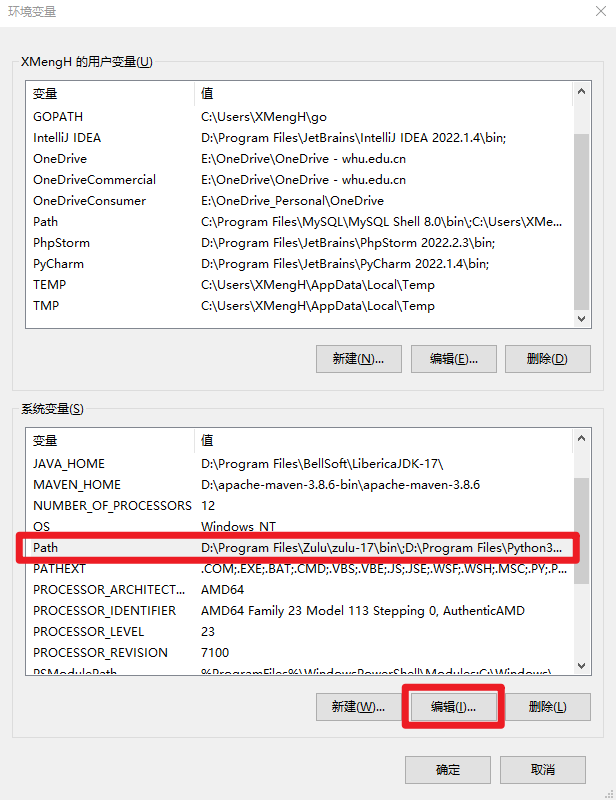 环境变量
XMengH 的用户变量(U)
变量 值
GOPATH C:\Users\XMengH\go
IntelliJ IDEA D:\Program Files\JetBrains\IntelliJ IDEA 2022.1.4\bin;
OneDrive E:\OneDrive\OneDrive - whu.edu.cn
OneDriveCommercial E:\OneDrive\OneDrive - whu.edu.cn
OneDriveConsumer E:\OneDrive_Personal\OneDrive
Path C:\Program Files\MySQL\MySQL Shell 8.0\bin\;C:\Users\XMe...
PhpStorm D:\Program Files\JetBrains\PhpStorm 2022.2.3\bin;
PyCharm D:\Program Files\JetBrains\PyCharm 2022.1.4\bin;
TEMP C:\Users\XMengH\AppData\Local\Temp
TMP C:\Users\XMengH\AppData\Local\Temp
新建(N)... 编辑(E)... 删除(D)
系统变量(S)
变量 值
JAVA_HOME D:\Program Files\BellSoft\LibericaJDK-17\
MAVEN_HOME D:\apache-maven-3.8.6-bin\apache-maven-3.8.6
NUMBER_OF_PROCESSORS 12
OS Windows_NT
Path D:\Program Files\Zulu\zulu-17\bin\;D:\Program Files\Python3...
PATHEXT .COM;.EXE;.BAT;.CMD;.VBS;.VBE;.JS;.JSE;.WSF;.WSH;.MSC;.PY;.P...
PROCESSOR_ARCHITECT... AMD64
PROCESSOR_IDENTIFIER AMD64 Family 23 Model 113 Stepping 0, AuthenticAMD
PROCESSOR_LEVEL 23
PROCESSOR_REVISION 7100
PSModulePath %ProgramFiles%\WindowsPowerShell\Modules;C:\Windows\...
新建(W)... 编辑(I)... 删除(L)
确定 取消